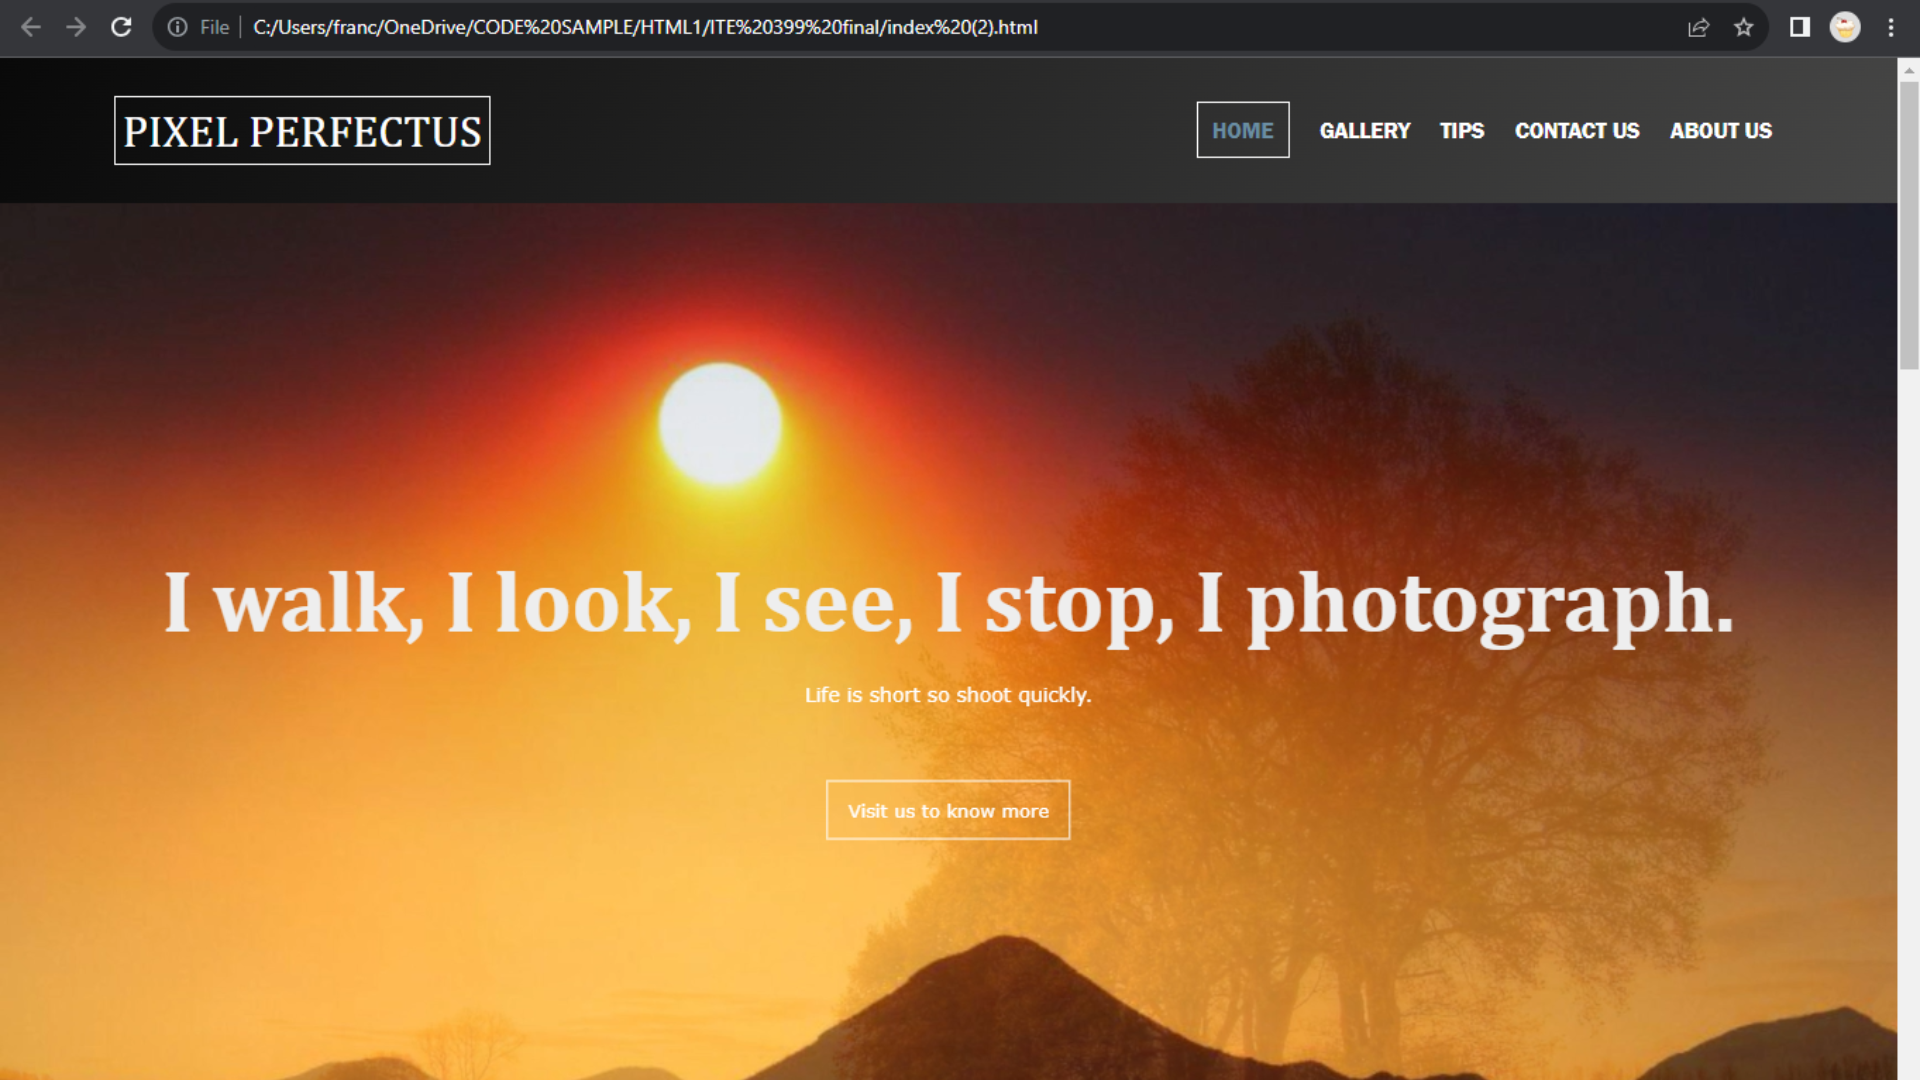 File C:/Users/franc/OneDrive/CODE%20SAMPLE/HTML1/ITE%20399%20final/index%20(2).html
PIXEL PERFECTUS
HOME GALLERY TIPS CONTACT US ABOUT US
I walk, I look, I see, I stop, I photograph.
Life is short so shoot quickly.
Visit us to know more